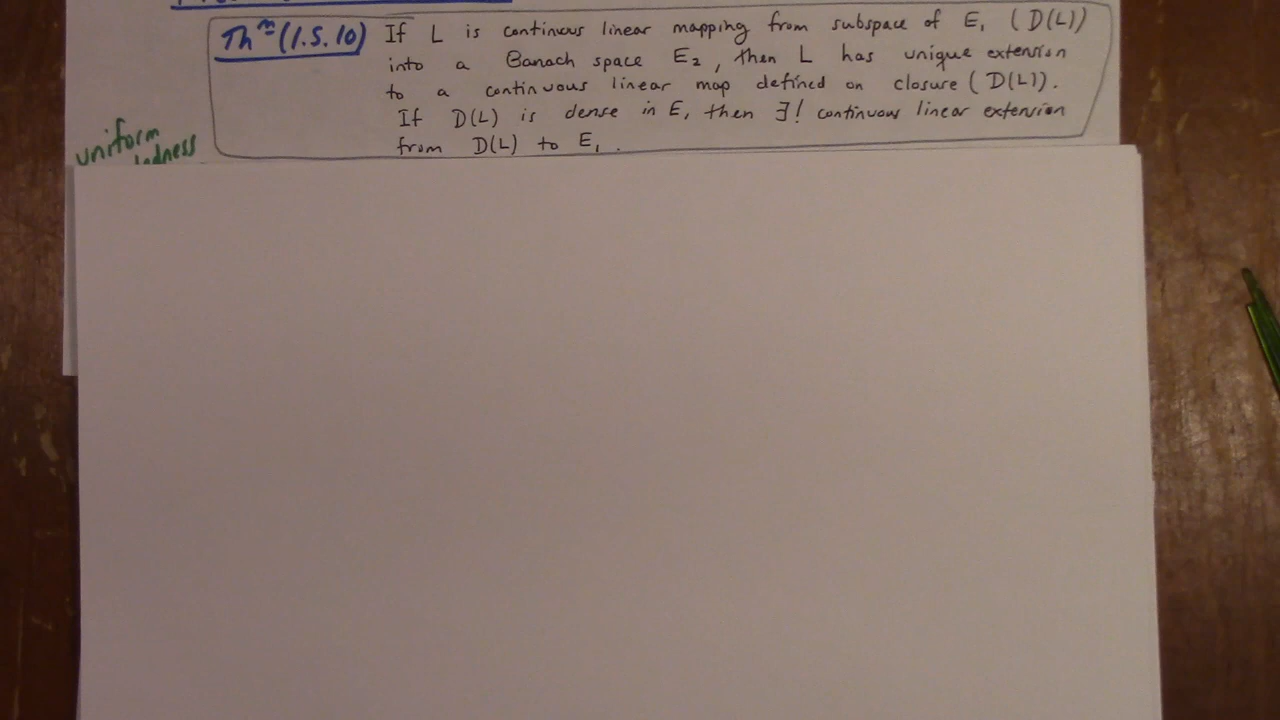 Thᵐ (1.5.10) If L is continous linear mapping from subspace of E₁ (D(L))
into a Banach space E₂, then L has unique extension
to a continuous linear map defined on closure (D(L)).
If D(L) is dense in E, then ∃! continuous linear extension
from D(L) to E₁.
uniform